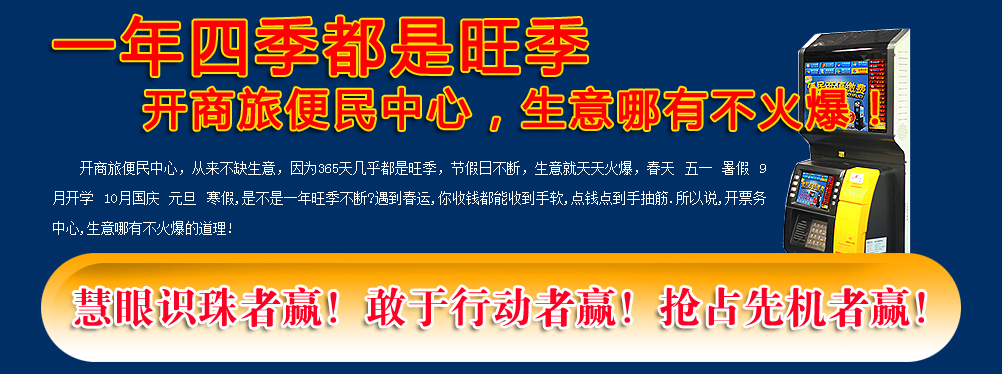 一年四季都是旺季
开商旅便民中心，生意哪有不火爆！
开商旅便民中心，从来不缺生意，因为365天几乎都是旺季，节假日不断，生意就天天火爆，春天 五一 暑假 9
月开学 10月国庆 元旦 寒假,是不是一年旺季不断?遇到春运,你收钱都能收到手软,点钱点到手抽筋.所以说,开票务
中心,生意哪有不火爆的道理!
慧眼识珠者赢！敢于行动者赢！抢占先机者赢！